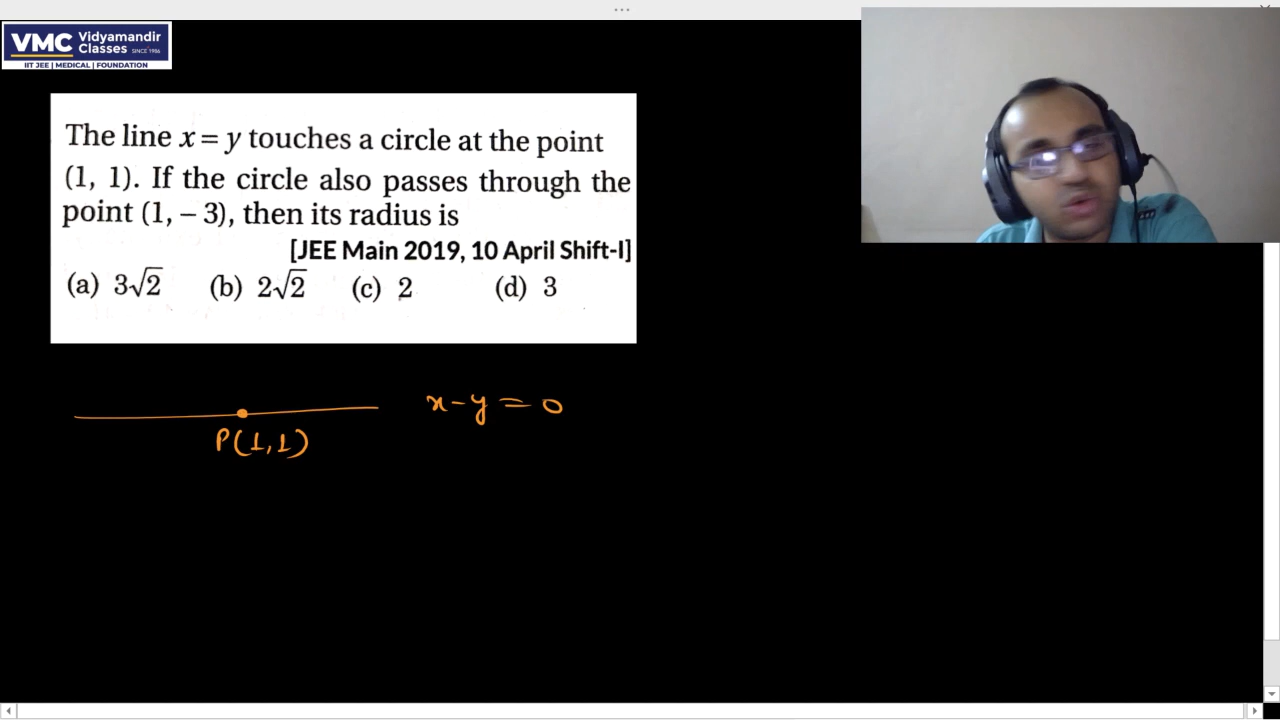 VMC Vidyamandir
Classes SINCE 1986
IIT JEE | MEDICAL | FOUNDATION
The line x = y touches a circle at the point
(1, 1). If the circle also passes through the
point (1, – 3), then its radius is
[JEE Main 2019, 10 April Shift-I]
(a) 3√2 (b) 2√2 (c) 2 (d) 3
x - y = 0
P(1,1)